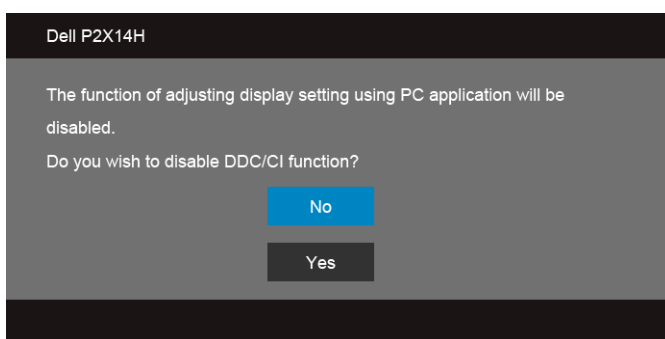 Dell P2X14H
The function of adjusting display setting using PC application will be
disabled.
Do you wish to disable DDC/CI function?
No
Yes